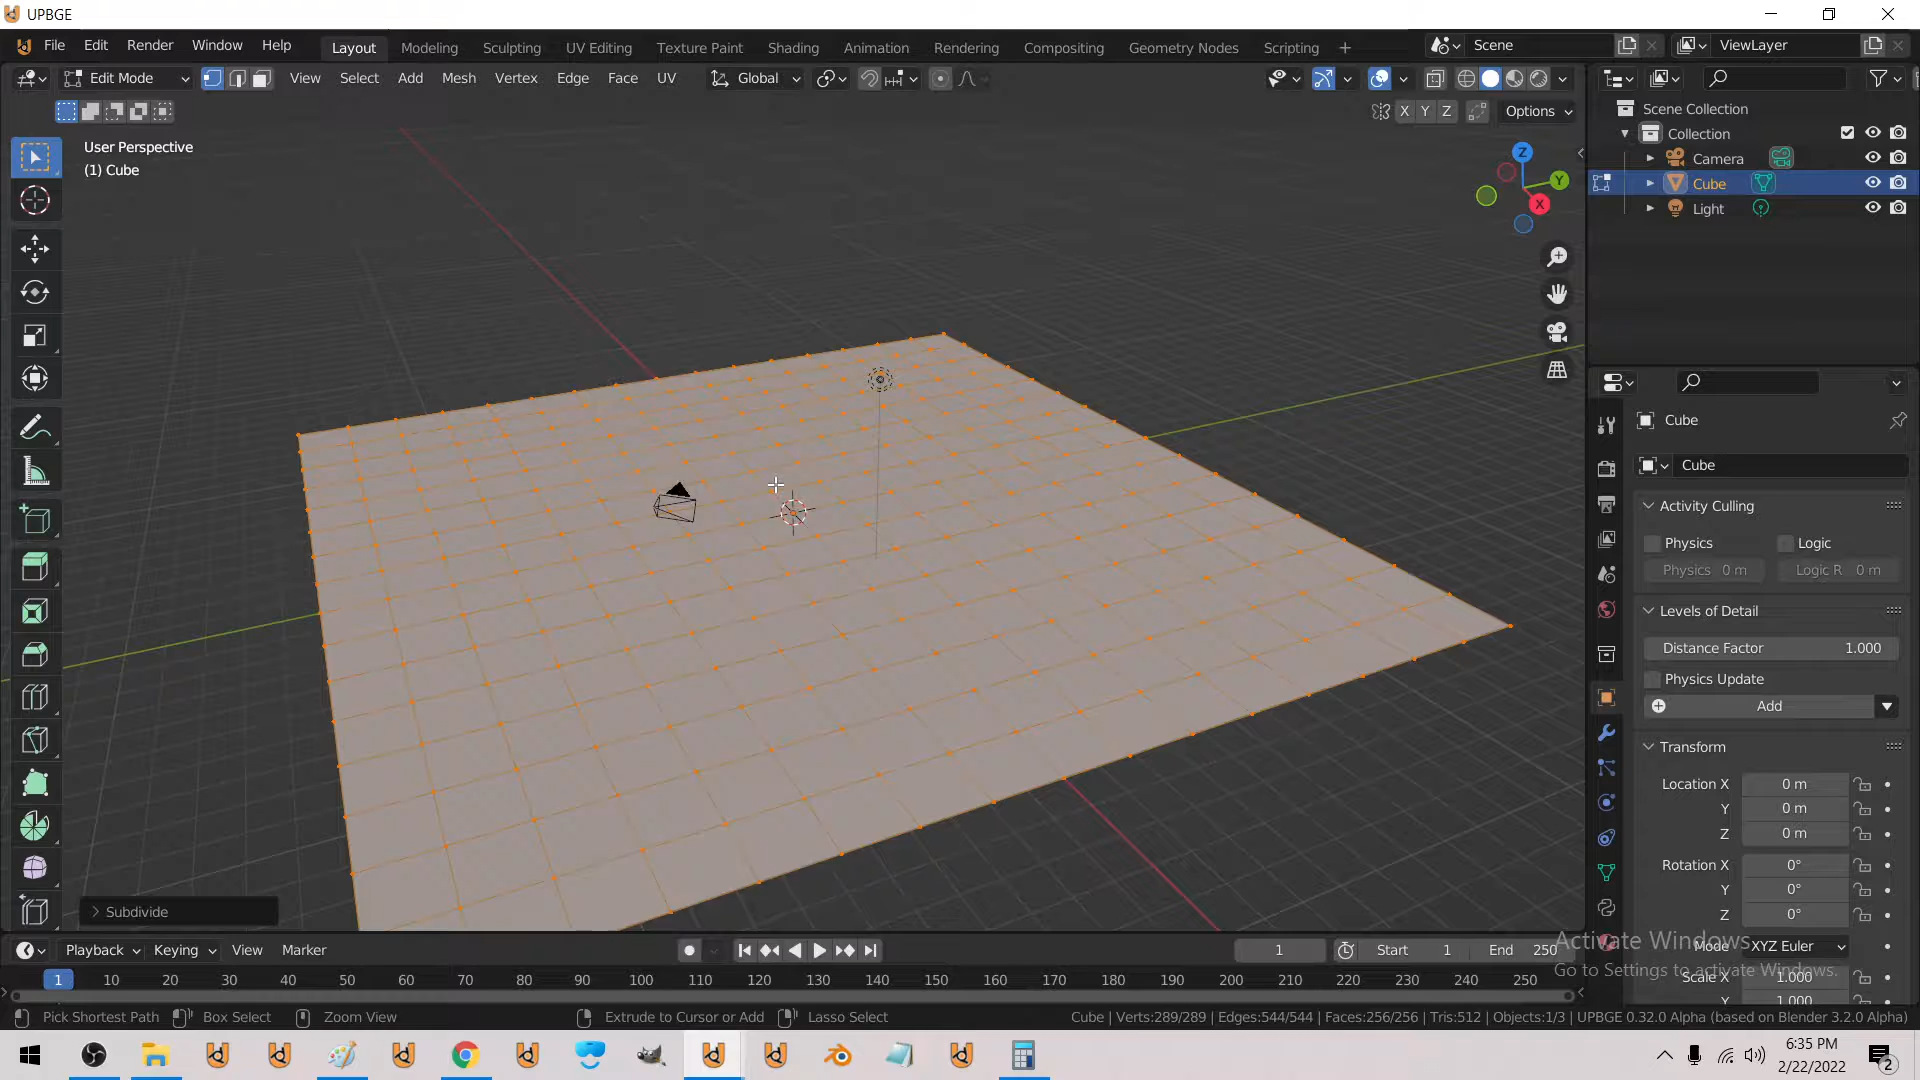 UPBGE
File Edit Render Window Help Layout Modeling Sculpting UV Editing Texture Paint Shading Animation Rendering Compositing Geometry Nodes Scripting + Scene ViewLayer
Edit Mode View Select Add Mesh Vertex Edge Face UV Global
X Y Z Options
User Perspective
(1) Cube
Z
Y
X
Scene Collection
Collection
Camera
Cube
Light
Cube
Cube
Activity Culling
Physics Logic
Physics 0 m Logic R 0 m
Levels of Detail
Distance Factor 1.000
Physics Update
Add
Transform
Location X 0 m
Y 0 m
Z 0 m
Rotation X 0°
Y 0°
Z 0°
Mode XYZ Euler
Scale X 1.000
Y 1.000
Activate Windows
Go to Settings to activate Windows.
Subdivide
Playback Keying View Marker 1 Start 1 End 250
1 10 20 30 40 50 60 70 80 90 100 110 120 130 140 150 160 170 180 190 200 210 220 230 240 250
Pick Shortest Path Box Select Zoom View Extrude to Cursor or Add Lasso Select Cube | Verts:289/289 | Edges:544/544 | Faces:256/256 | Tris:512 | Objects:1/3 | UPBGE 0.32.0 Alpha (based on Blender 3.2.0 Alpha)
6:35 PM
2/22/2022
2